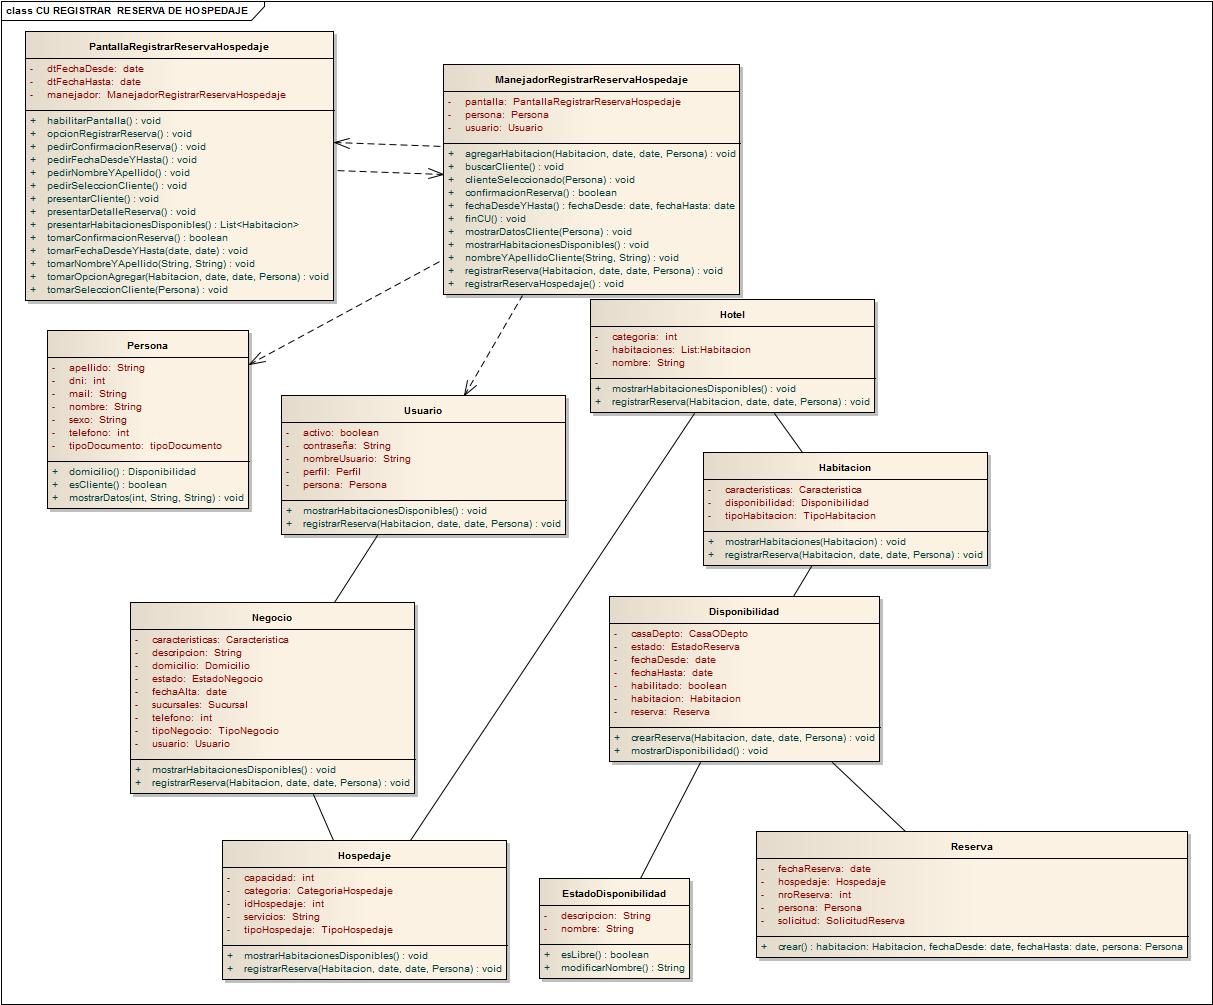 class CU REGISTRAR  RESERVA DE HOSPEDAJE
PantallaRegistrarReservaHospedaje
- dtFechaDesde: date
- dtFechaHasta: date
- manejador: ManejadorRegistrarReservaHospedaje
+ habilitarPantalla() : void
+ opcionRegistrarReserva() : void
+ pedirConfirmacionReserva() : void
+ pedirFechaDesdeYHasta() : void
+ pedirNombreYApellido() : void
+ pedirSeleccionCliente() : void
+ presentarCliente() : void
+ presentarDetalleReserva() : void
+ presentarHabitacionesDisponibles() : List<Habitacion>
+ tomarConfirmacionReserva() : boolean
+ tomarFechaDesdeYHasta(date, date) : void
+ tomarNombreYApellido(String, String) : void
+ tomarOpcionAgregar(Habitacion, date, date, Persona) : void
+ tomarSeleccionCliente(Persona) : void
ManejadorRegistrarReservaHospedaje
- pantalla: PantallaRegistrarReservaHospedaje
- persona: Persona
- usuario: Usuario
+ agregarHabitacion(Habitacion, date, date, Persona) : void
+ buscarCliente() : void
+ clienteSeleccionado(Persona) : void
+ confirmacionReserva() : boolean
+ fechaDesdeYHasta() : fechaDesde: date, fechaHasta: date
+ finCU() : void
+ mostrarDatosCliente(Persona) : void
+ mostrarHabitacionesDisponibles() : void
+ nombreYApellidoCliente(String, String) : void
+ registrarReserva(Habitacion, date, date, Persona) : void
+ registrarReservaHospedaje() : void
Hotel
- categoria: int
- habitaciones: List:Habitacion
- nombre: String
+ mostrarHabitacionesDisponibles() : void
+ registrarReserva(Habitacion, date, date, Persona) : void
Persona
- apellido: String
- dni: int
- mail: String
- nombre: String
- sexo: String
- telefono: int
- tipoDocumento: tipoDocumento
+ domicilio() : Disponibilidad
+ esCliente() : boolean
+ mostrarDatos(int, String, String) : void
Usuario
- activo: boolean
- contraseña: String
- nombreUsuario: String
- perfil: Perfil
- persona: Persona
+ mostrarHabitacionesDisponibles() : void
+ registrarReserva(Habitacion, date, date, Persona) : void
Habitacion
- caracteristicas: Caracteristica
- disponibilidad: Disponibilidad
- tipoHabitacion: TipoHabitacion
+ mostrarHabitaciones(Habitacion) : void
+ registrarReserva(Habitacion, date, date, Persona) : void
Negocio
- caracteristicas: Caracteristica
- descripcion: String
- domicilio: Domicilio
- estado: EstadoNegocio
- fechaAlta: date
- sucursales: Sucursal
- telefono: int
- tipoNegocio: TipoNegocio
- usuario: Usuario
+ mostrarHabitacionesDisponibles() : void
+ registrarReserva(Habitacion, date, date, Persona) : void
Disponibilidad
- casaDepto: CasaODepto
- estado: EstadoReserva
- fechaDesde: date
- fechaHasta: date
- habilitado: boolean
- habitacion: Habitacion
- reserva: Reserva
+ crearReserva(Habitacion, date, date, Persona) : void
+ mostrarDisponibilidad() : void
Hospedaje
- capacidad: int
- categoria: CategoriaHospedaje
- idHospedaje: int
- servicios: String
- tipoHospedaje: TipoHospedaje
+ mostrarHabitacionesDisponibles() : void
+ registrarReserva(Habitacion, date, date, Persona) : void
EstadoDisponibilidad
- descripcion: String
- nombre: String
+ esLibre() : boolean
+ modificarNombre() : String
Reserva
- fechaReserva: date
- hospedaje: Hospedaje
- nroReserva: int
- persona: Persona
- solicitud: SolicitudReserva
+ crear() : habitacion: Habitacion, fechaDesde: date, fechaHasta: date, persona: Persona